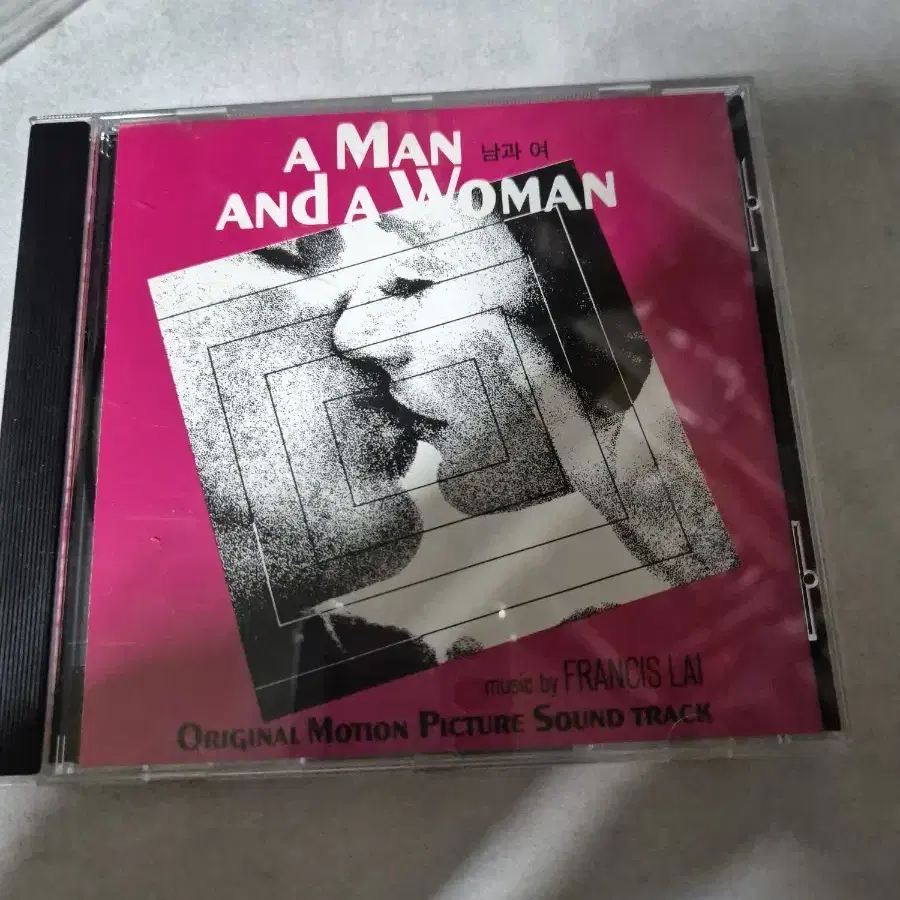 A MAN 남과 여
AND A WOMAN
music by FRANCIS LAI
ORIGINAL MOTION PICTURE SOUND TRACK